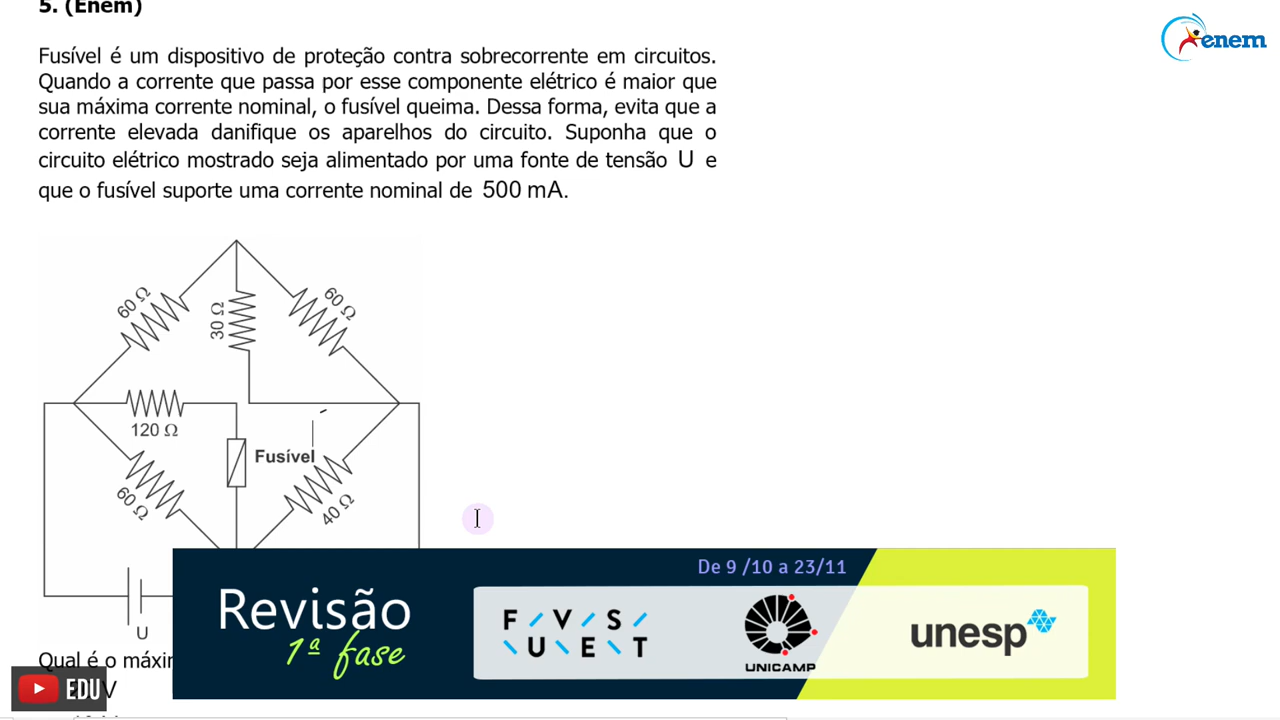 5. (Enem)
enem
Fusível é um dispositivo de proteção contra sobrecorrente em circuitos.
Quando a corrente que passa por esse componente elétrico é maior que
sua máxima corrente nominal, o fusível queima. Dessa forma, evita que a
corrente elevada danifique os aparelhos do circuito. Suponha que o
circuito elétrico mostrado seja alimentado por uma fonte de tensão U e
que o fusível suporte uma corrente nominal de 500 mA.
60 Ω
30 Ω
60 Ω
120 Ω
Fusível
60 Ω
40 Ω
U
De 9 /10 a 23/11
Revisão
1ª fase
FUVEST
UNICAMP
unesp
Qual é o
EDU
V